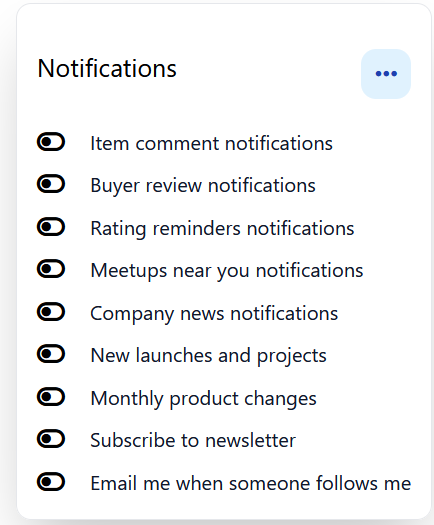 Notifications
Item comment notifications
Buyer review notifications
Rating reminders notifications
Meetups near you notifications
Company news notifications
New launches and projects
Monthly product changes
Subscribe to newsletter
Email me when someone follows me